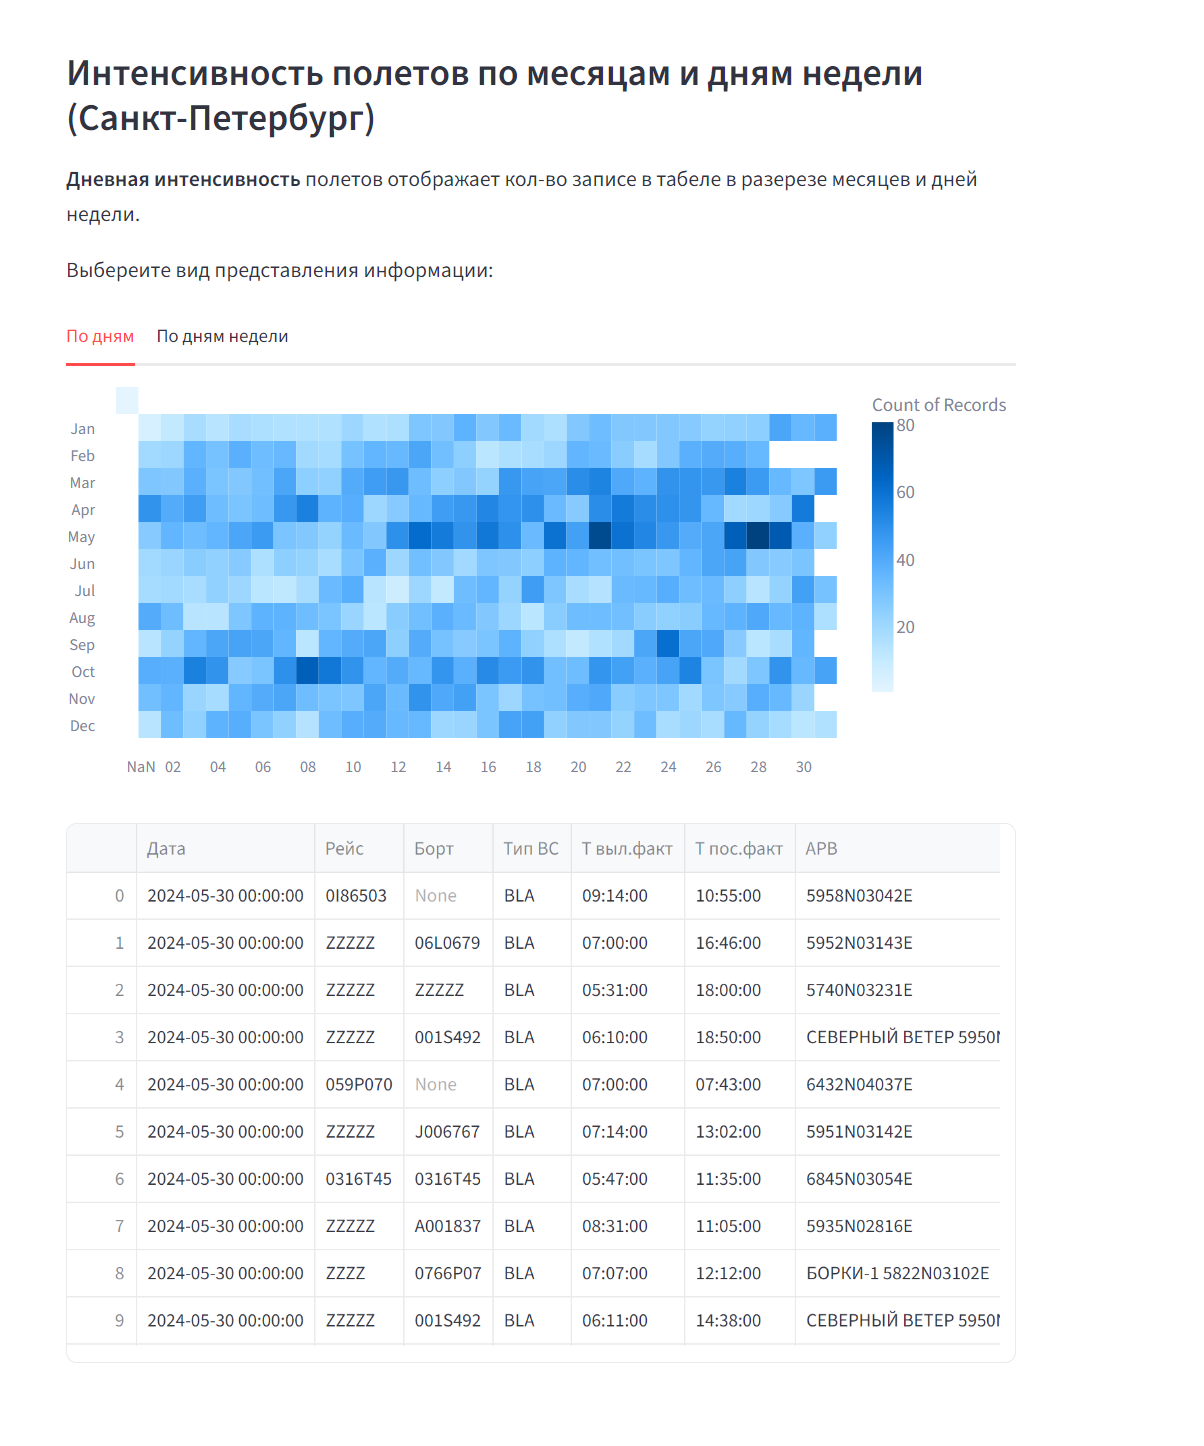 Интенсивность полетов по месяцам и дням недели
(Санкт-Петербург)
Дневная интенсивность полетов отображает кол-во записе в табеле в разерезе месяцев и дней
недели.
Выбереите вид представления информации:
По дням По дням недели
Count of Records
80
60
40
20
Jan
Feb
Mar
Apr
May
Jun
Jul
Aug
Sep
Oct
Nov
Dec
NaN 02 04 06 08 10 12 14 16 18 20 22 24 26 28 30
Дата Рейс Борт Тип ВС Т выл.факт Т пос.факт АРВ
0 2024-05-30 00:00:00 0I86503 None BLA 09:14:00 10:55:00 5958N03042E
1 2024-05-30 00:00:00 ZZZZZ 06L0679 BLA 07:00:00 16:46:00 5952N03143E
2 2024-05-30 00:00:00 ZZZZZ ZZZZZ BLA 05:31:00 18:00:00 5740N03231E
3 2024-05-30 00:00:00 ZZZZZ 001S492 BLA 06:10:00 18:50:00 СЕВЕРНЫЙ ВЕТЕР 5950N
4 2024-05-30 00:00:00 059P070 None BLA 07:00:00 07:43:00 6432N04037E
5 2024-05-30 00:00:00 ZZZZZ J006767 BLA 07:14:00 13:02:00 5951N03142E
6 2024-05-30 00:00:00 0316T45 0316T45 BLA 05:47:00 11:35:00 6845N03054E
7 2024-05-30 00:00:00 ZZZZZ A001837 BLA 08:31:00 11:05:00 5935N02816E
8 2024-05-30 00:00:00 ZZZZ 0766P07 BLA 07:07:00 12:12:00 БОРКИ-1 5822N03102E
9 2024-05-30 00:00:00 ZZZZZ 001S492 BLA 06:11:00 14:38:00 СЕВЕРНЫЙ ВЕТЕР 5950N